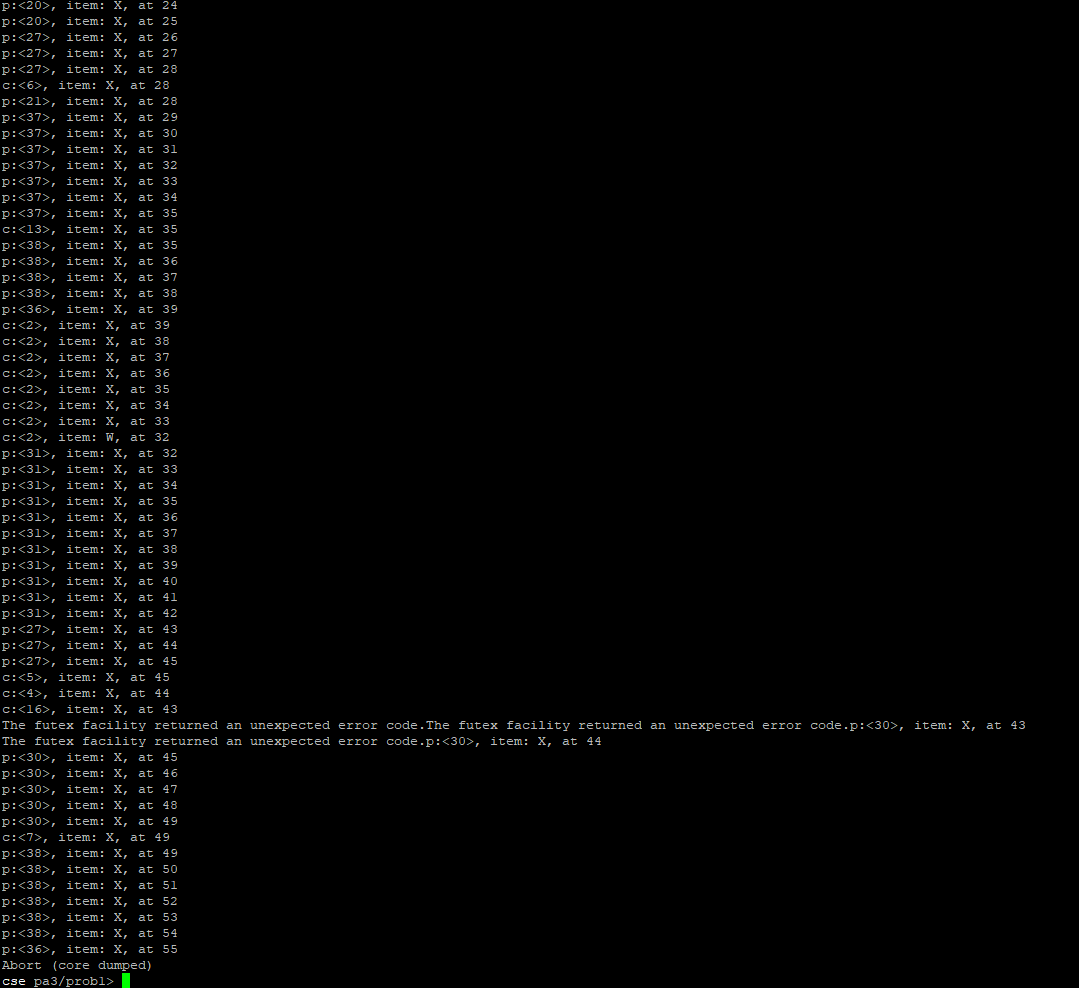 p:<20>, item: X, at 24
p:<20>, item: X, at 25
p:<27>, item: X, at 26
p:<27>, item: X, at 27
p:<27>, item: X, at 28
c:<6>, item: X, at 28
p:<21>, item: X, at 28
p:<37>, item: X, at 29
p:<37>, item: X, at 30
p:<37>, item: X, at 31
p:<37>, item: X, at 32
p:<37>, item: X, at 33
p:<37>, item: X, at 34
p:<37>, item: X, at 35
c:<13>, item: X, at 35
p:<38>, item: X, at 35
p:<38>, item: X, at 36
p:<38>, item: X, at 37
p:<38>, item: X, at 38
p:<36>, item: X, at 39
c:<2>, item: X, at 39
c:<2>, item: X, at 38
c:<2>, item: X, at 37
c:<2>, item: X, at 36
c:<2>, item: X, at 35
c:<2>, item: X, at 34
c:<2>, item: X, at 33
c:<2>, item: W, at 32
p:<31>, item: X, at 32
p:<31>, item: X, at 33
p:<31>, item: X, at 34
p:<31>, item: X, at 35
p:<31>, item: X, at 36
p:<31>, item: X, at 37
p:<31>, item: X, at 38
p:<31>, item: X, at 39
p:<31>, item: X, at 40
p:<31>, item: X, at 41
p:<31>, item: X, at 42
p:<27>, item: X, at 43
p:<27>, item: X, at 44
p:<27>, item: X, at 45
c:<5>, item: X, at 45
c:<4>, item: X, at 44
c:<16>, item: X, at 43
The futex facility returned an unexpected error code.The futex facility returned an unexpected error code.p:<30>, item: X, at 43
The futex facility returned an unexpected error code.p:<30>, item: X, at 44
p:<30>, item: X, at 45
p:<30>, item: X, at 46
p:<30>, item: X, at 47
p:<30>, item: X, at 48
p:<30>, item: X, at 49
c:<7>, item: X, at 49
p:<38>, item: X, at 49
p:<38>, item: X, at 50
p:<38>, item: X, at 51
p:<38>, item: X, at 52
p:<38>, item: X, at 53
p:<38>, item: X, at 54
p:<36>, item: X, at 55
Abort (core dumped)
cse pa3/prob1>